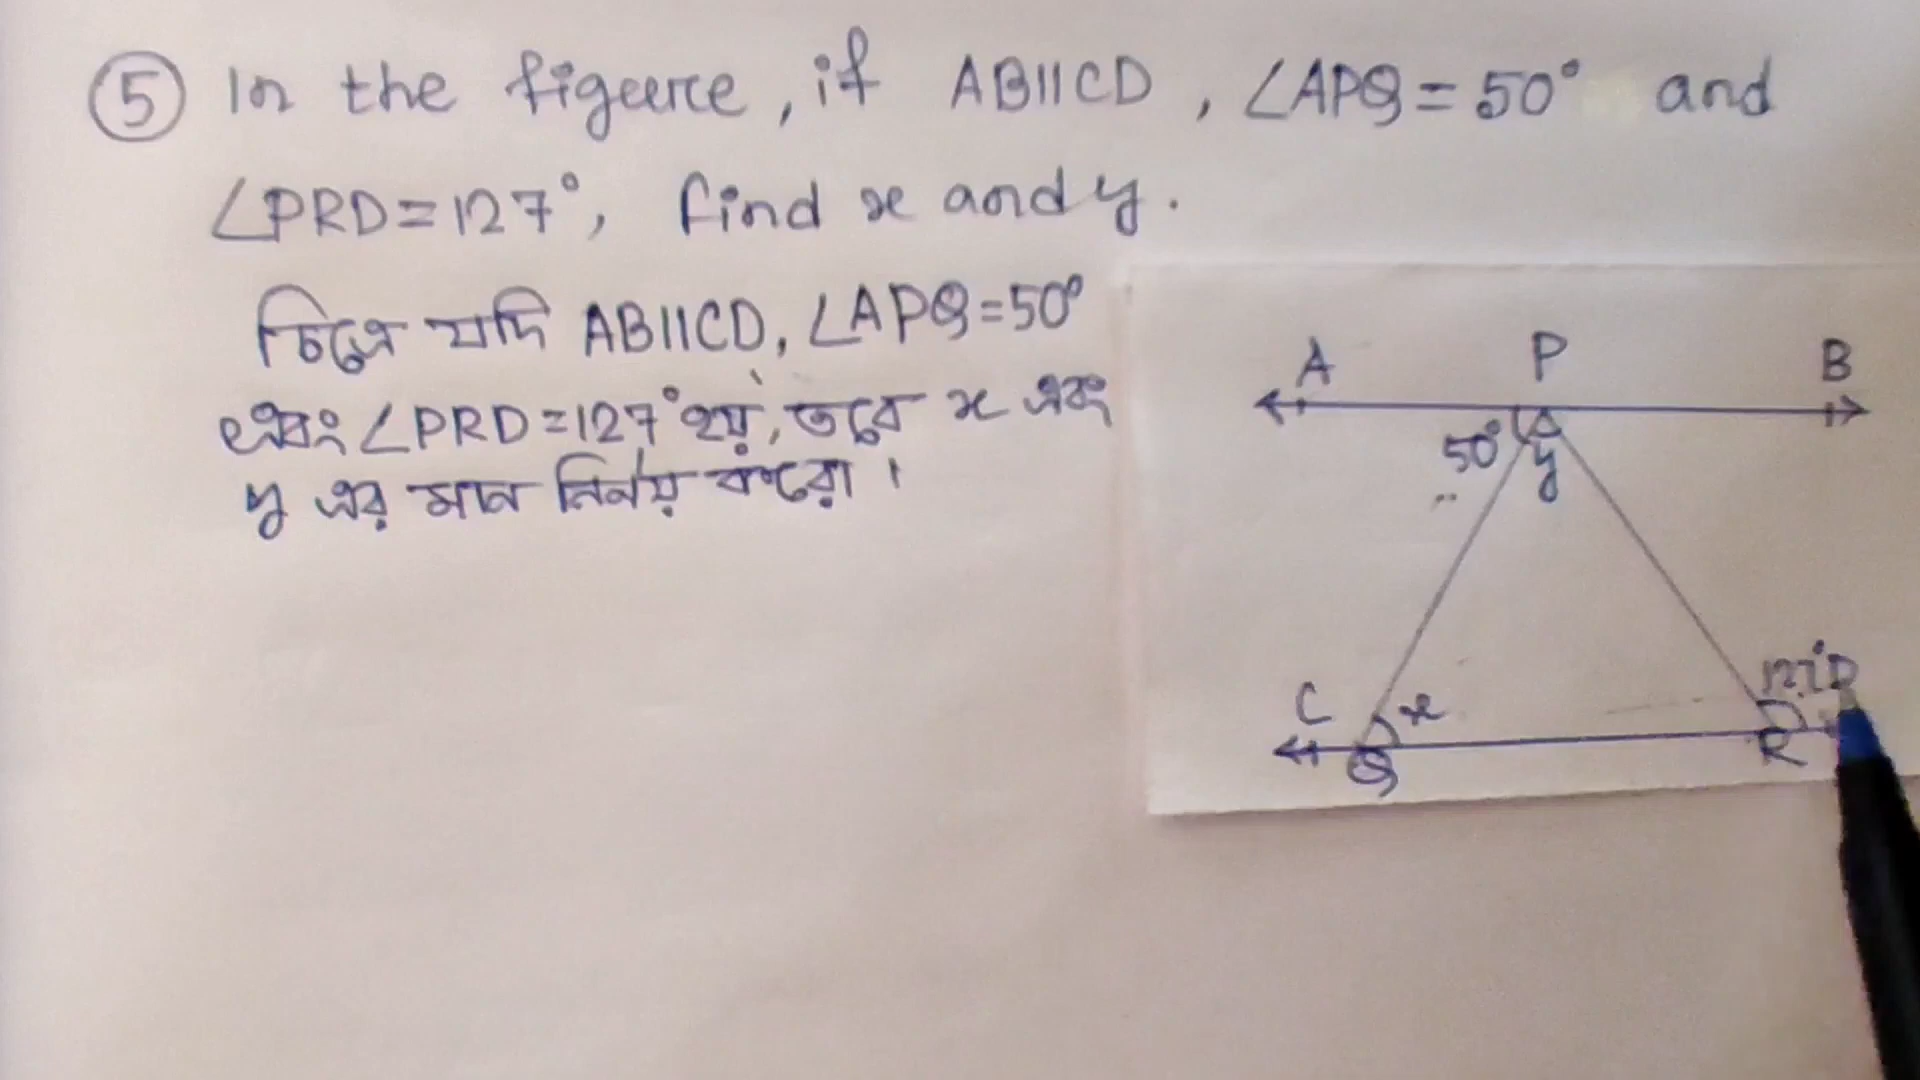 5 In the figure, if AB||CD, ∠APQ=50° and
∠PRD=127°, find x and y.
চিত্রে যদি AB||CD, ∠APQ=50°
এবং ∠PRD=127° হয়, তবে x এবং
y এর মান নির্ণয় করো।
A P B
50° y
127° D
C x
Q R